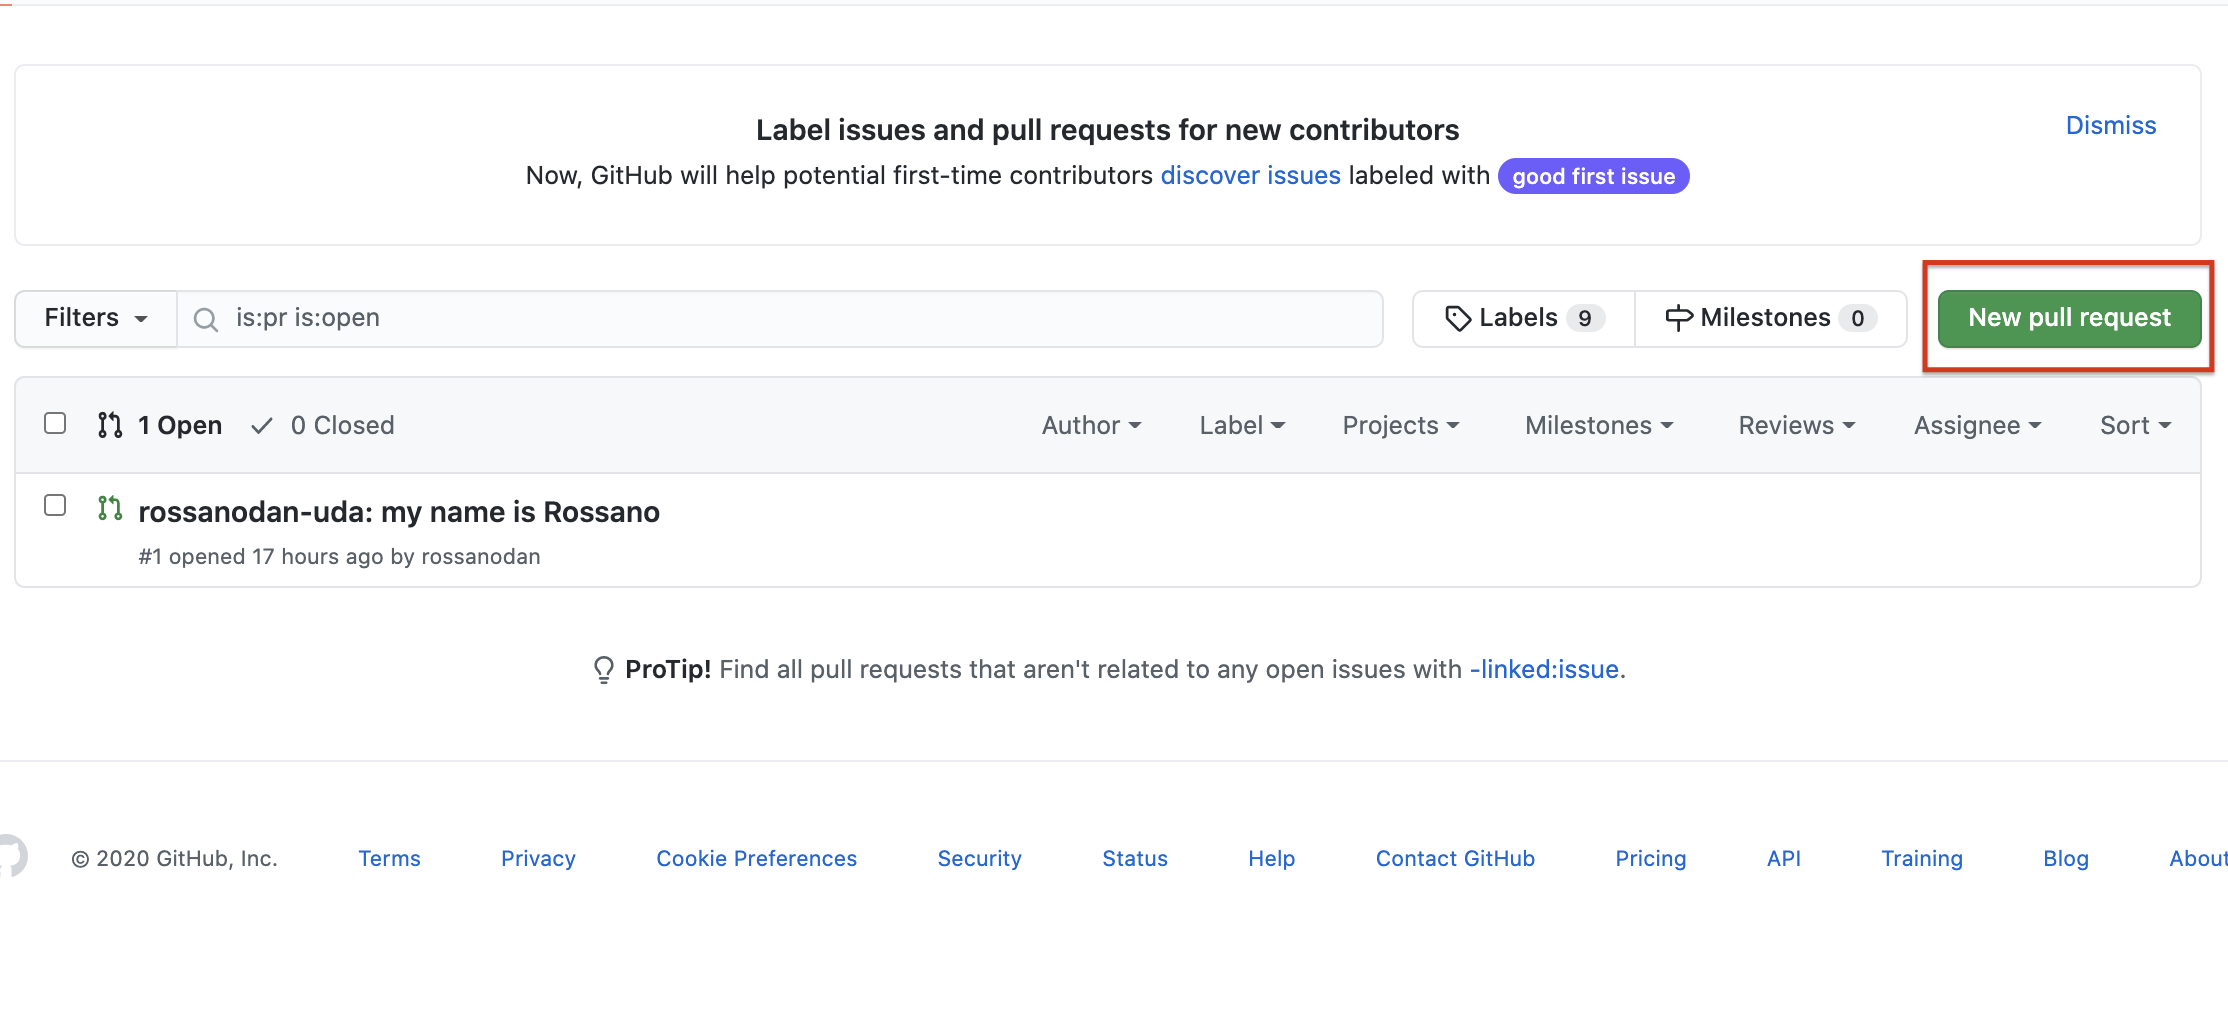 Label issues and pull requests for new contributors
Dismiss
Now, GitHub will help potential first-time contributors discover issues labeled with good first issue
Filters is:pr is:open Labels 9 Milestones 0 New pull request
1 Open 0 Closed Author Label Projects Milestones Reviews Assignee Sort
rossanodan-uda: my name is Rossano
#1 opened 17 hours ago by rossanodan
ProTip! Find all pull requests that aren't related to any open issues with -linked:issue.
© 2020 GitHub, Inc. Terms Privacy Cookie Preferences Security Status Help Contact GitHub Pricing API Training Blog About